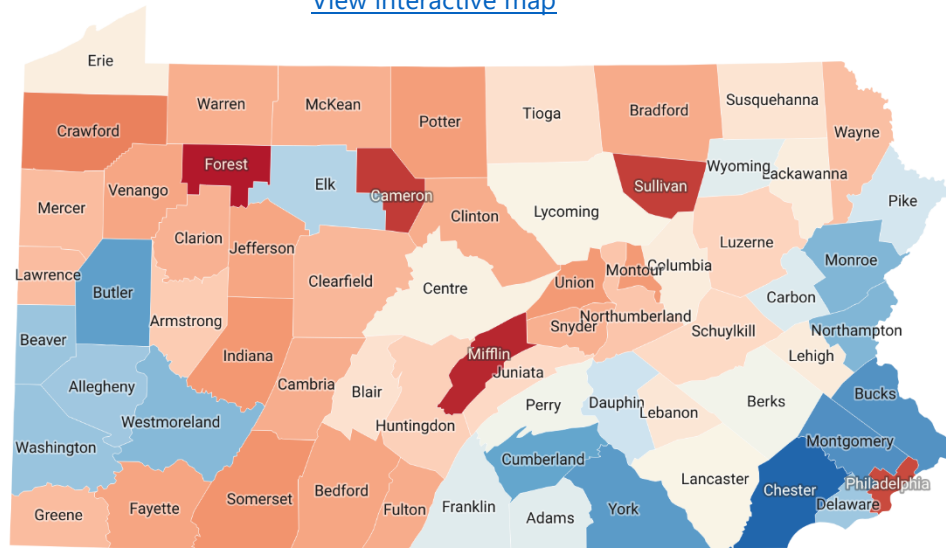 View interactive map
Erie
Warren
McKean
Potter
Tioga
Bradford
Susquehanna
Wayne
Crawford
Forest
Elk
Cameron
Sullivan
Wyoming
Lackawanna
Pike
Mercer
Venango
Clinton
Lycoming
Clarion
Jefferson
Luzerne
Lawrence
Butler
Clearfield
Centre
Union
Montour
Columbia
Monroe
Carbon
Armstrong
Snyder
Northumberland
Schuylkill
Northampton
Beaver
Indiana
Mifflin
Juniata
Lehigh
Allegheny
Cambria
Blair
Perry
Dauphin
Lebanon
Berks
Bucks
Westmoreland
Huntingdon
Washington
Cumberland
Montgomery
Greene
Fayette
Somerset
Bedford
Fulton
Franklin
Adams
York
Lancaster
Chester
Philadelphia
Delaware